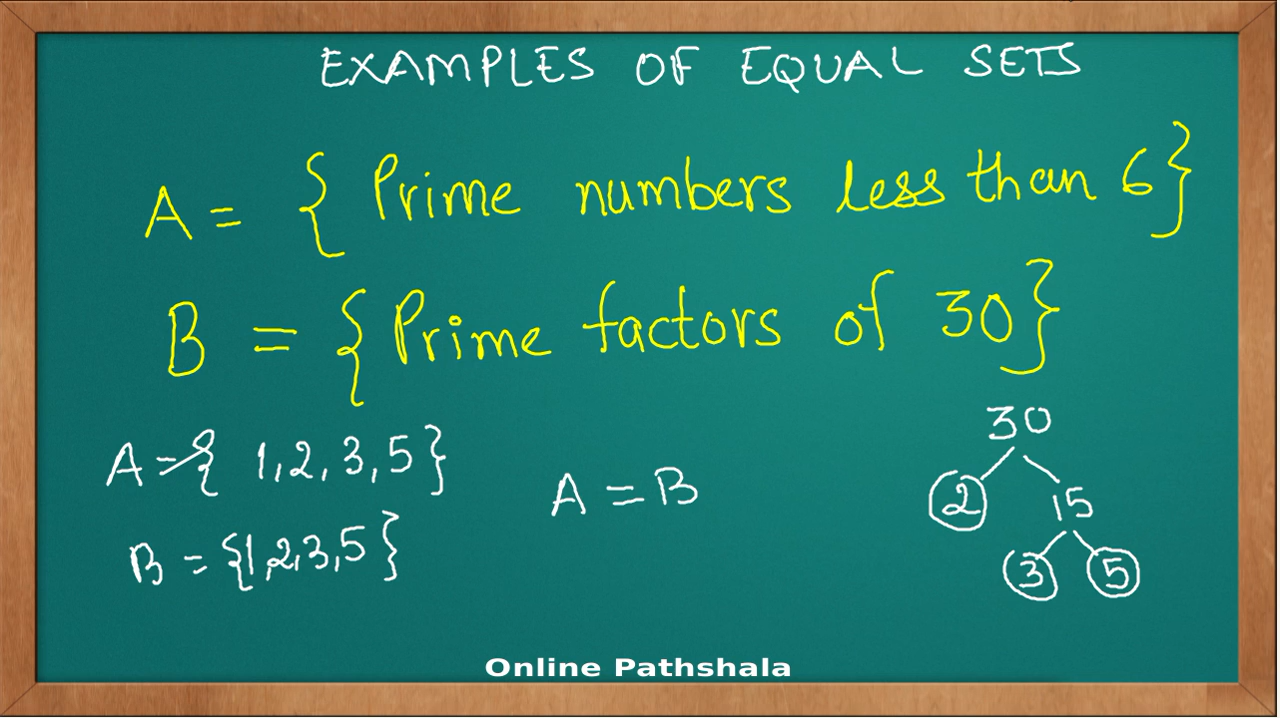 EXAMPLES OF EQUAL SETS
A = { Prime numbers less than 6}
B = {Prime factors of 30}
A = { 1,2,3,5}
B = {1,2,3,5}
A = B
30
2 15
3 5
Online Pathshala